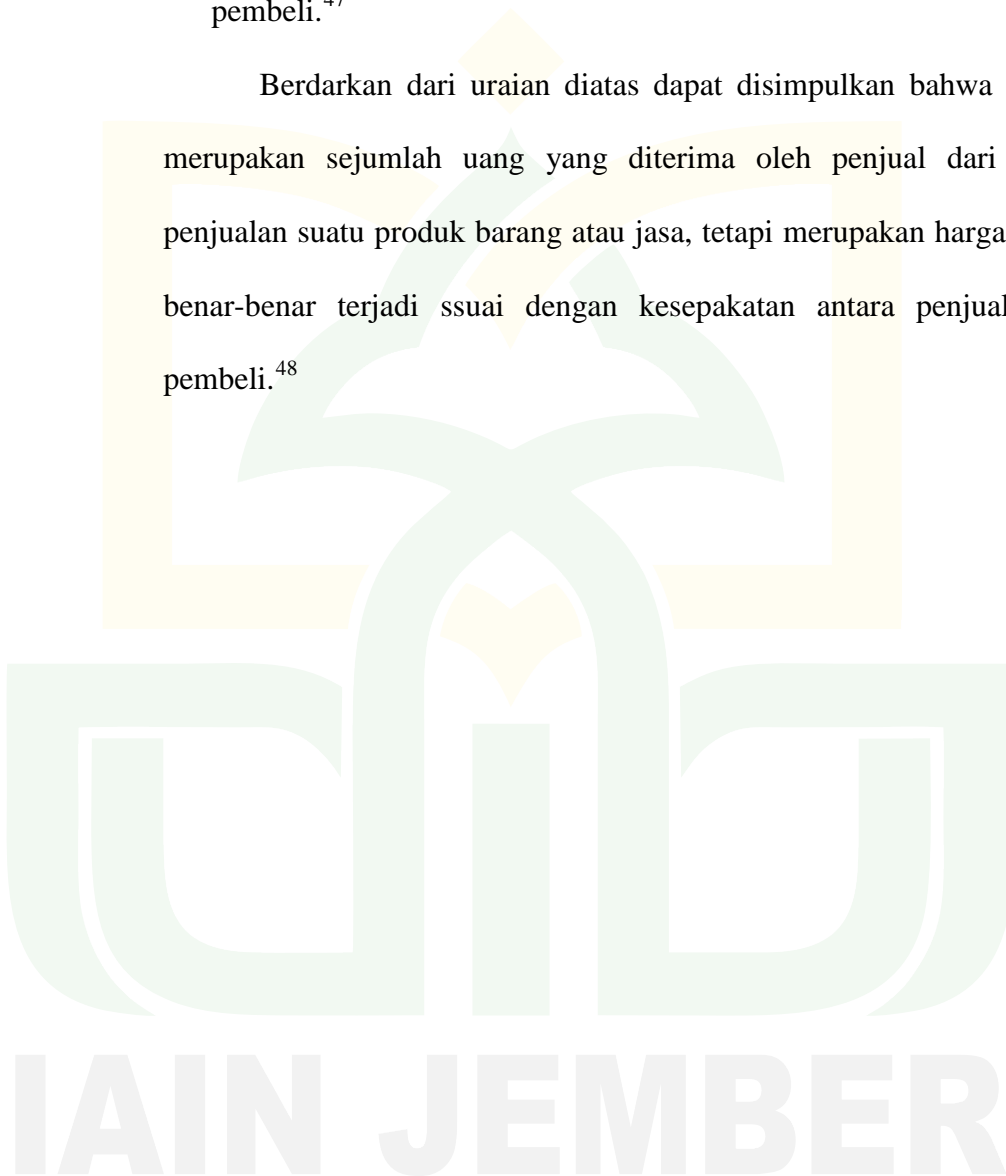 pembeli.47
Berdarkan dari uraian diatas dapat disimpulkan bahwa
merupakan sejumlah uang yang diterima oleh penjual dari
penjualan suatu produk barang atau jasa, tetapi merupakan harga
benar-benar terjadi ssuai dengan kesepakatan antara penjual
pembeli.48
IAIN JEMBER